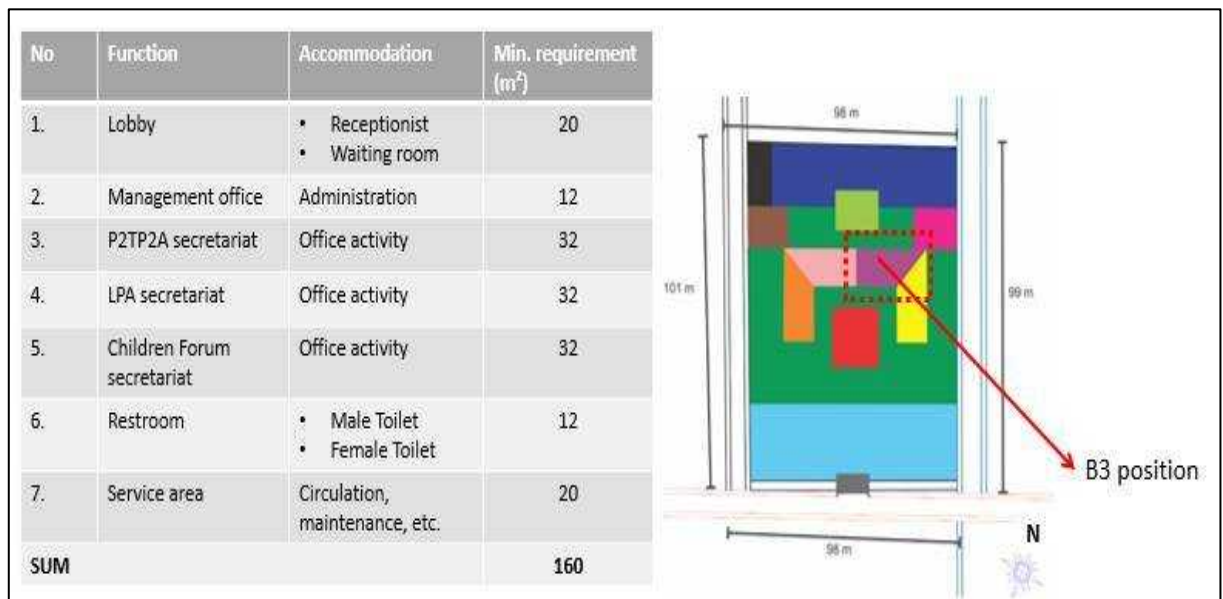 No Function Accommodation Min. requirement
(m²)
1. Lobby • Receptionist 20
• Waiting room
2. Management office Administration 12
3. P2TP2A secretariat Office activity 32
4. LPA secretariat Office activity 32
5. Children Forum Office activity 32
secretariat
6. Restroom • Male Toilet 12
• Female Toilet
7. Service area Circulation, 20
maintenance, etc.
SUM 160
98 m
101 m
99 m
B3 position
98 m
N